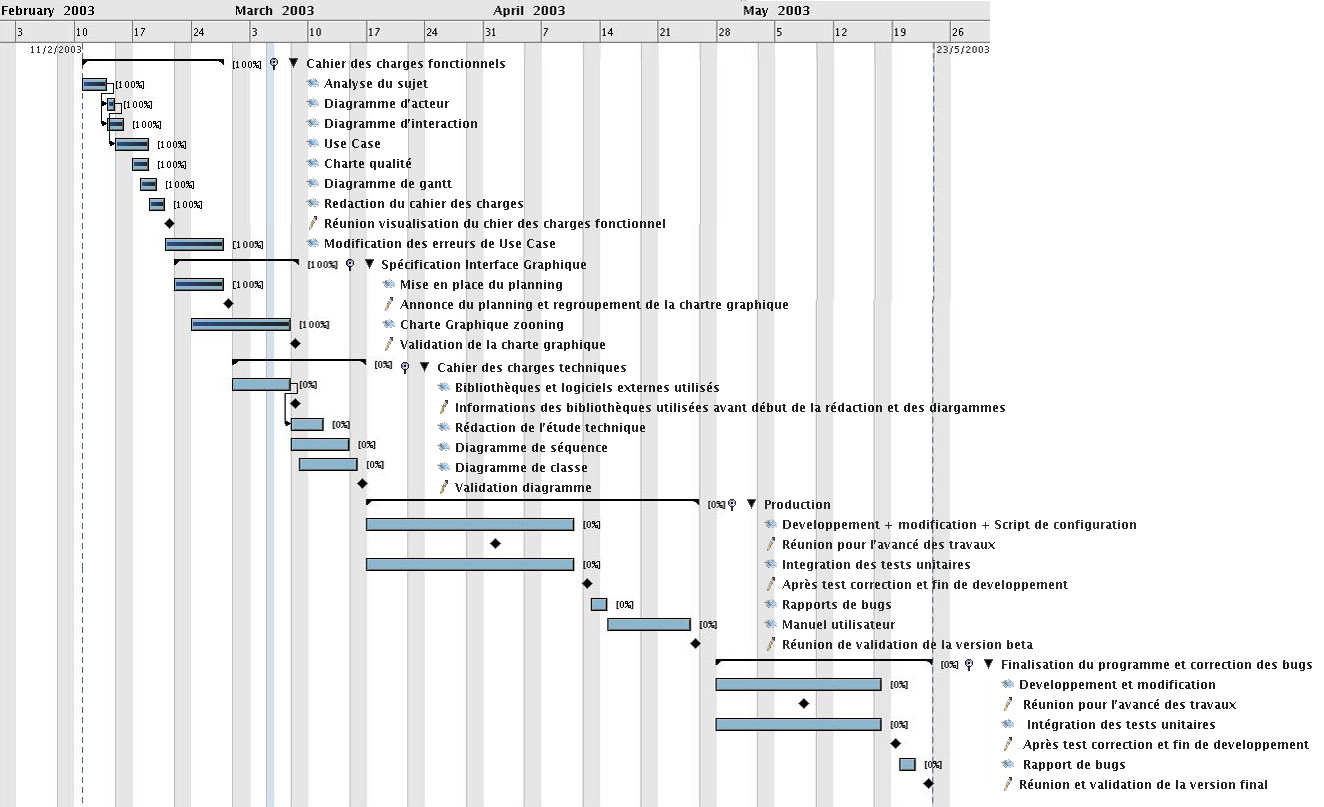 February 2003 March 2003 April 2003 May 2003
3 10 17 24 3 10 17 24 31 7 14 21 28 5 12 19 26
11/2/2003 23/5/2003
[100%] Cahier des charges fonctionnels
[100%] Analyse du sujet
[100%] Diagramme d'acteur
[100%] Diagramme d'interaction
[100%] Use Case
[100%] Charte qualité
[100%] Diagramme de gantt
[100%] Redaction du cahier des charges
Réunion visualisation du chier des charges fonctionnel
[100%] Modification des erreurs de Use Case
[100%] Spécification Interface Graphique
[100%] Mise en place du planning
Annonce du planning et regroupement de la chartre graphique
[100%] Charte Graphique zooning
Validation de la charte graphique
[0%] Cahier des charges techniques
[0%] Bibliothèques et logiciels externes utilisés
Informations des bibliothèques utilisées avant début de la rédaction et des diargammes
[0%] Rédaction de l'étude technique
[0%] Diagramme de séquence
[0%] Diagramme de classe
Validation diagramme
[0%] Production
[0%] Developpement + modification + Script de configuration
Réunion pour l'avancé des travaux
[0%] Integration des tests unitaires
Après test correction et fin de developpement
[0%] Rapports de bugs
[0%] Manuel utilisateur
Réunion de validation de la version beta
[0%] Finalisation du programme et correction des bugs
[0%] Developpement et modification
Réunion pour l'avancé des travaux
[0%] Intégration des tests unitaires
Après test correction et fin de developpement
[0%] Rapport de bugs
Réunion et validation de la version final